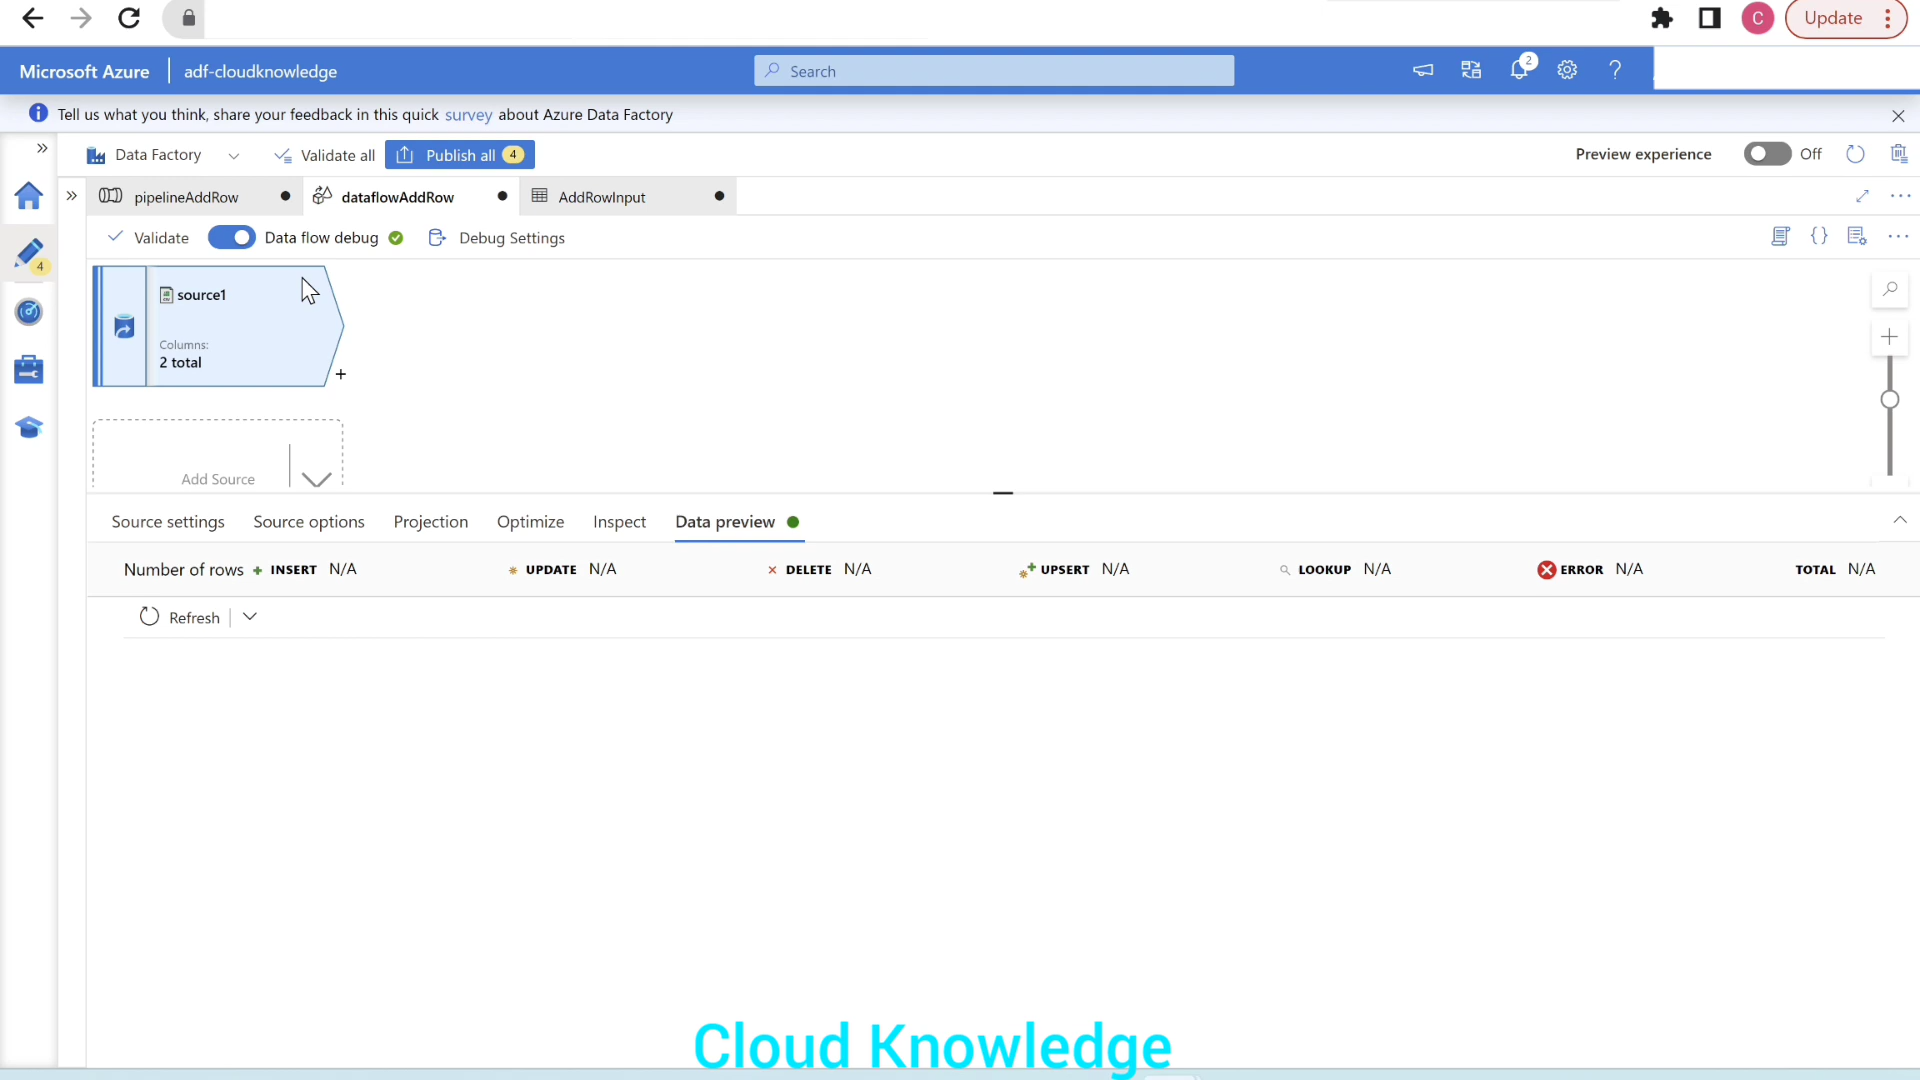 C
Update
Microsoft Azure
adf-cloudknowledge
Search
2
?
Tell us what you think, share your feedback in this quick survey about Azure Data Factory
Data Factory
Validate all
Publish all 4
Preview experience
Off
pipelineAddRow
dataflowAddRow
AddRowInput
4
Validate
Data flow debug
Debug Settings
{}
source1
Columns:
2 total
+
Add Source
Source settings
Source options
Projection
Optimize
Inspect
Data preview
Number of rows
+ INSERT N/A
UPDATE N/A
DELETE N/A
UPSERT N/A
LOOKUP N/A
ERROR N/A
TOTAL N/A
Refresh
Cloud Knowledge